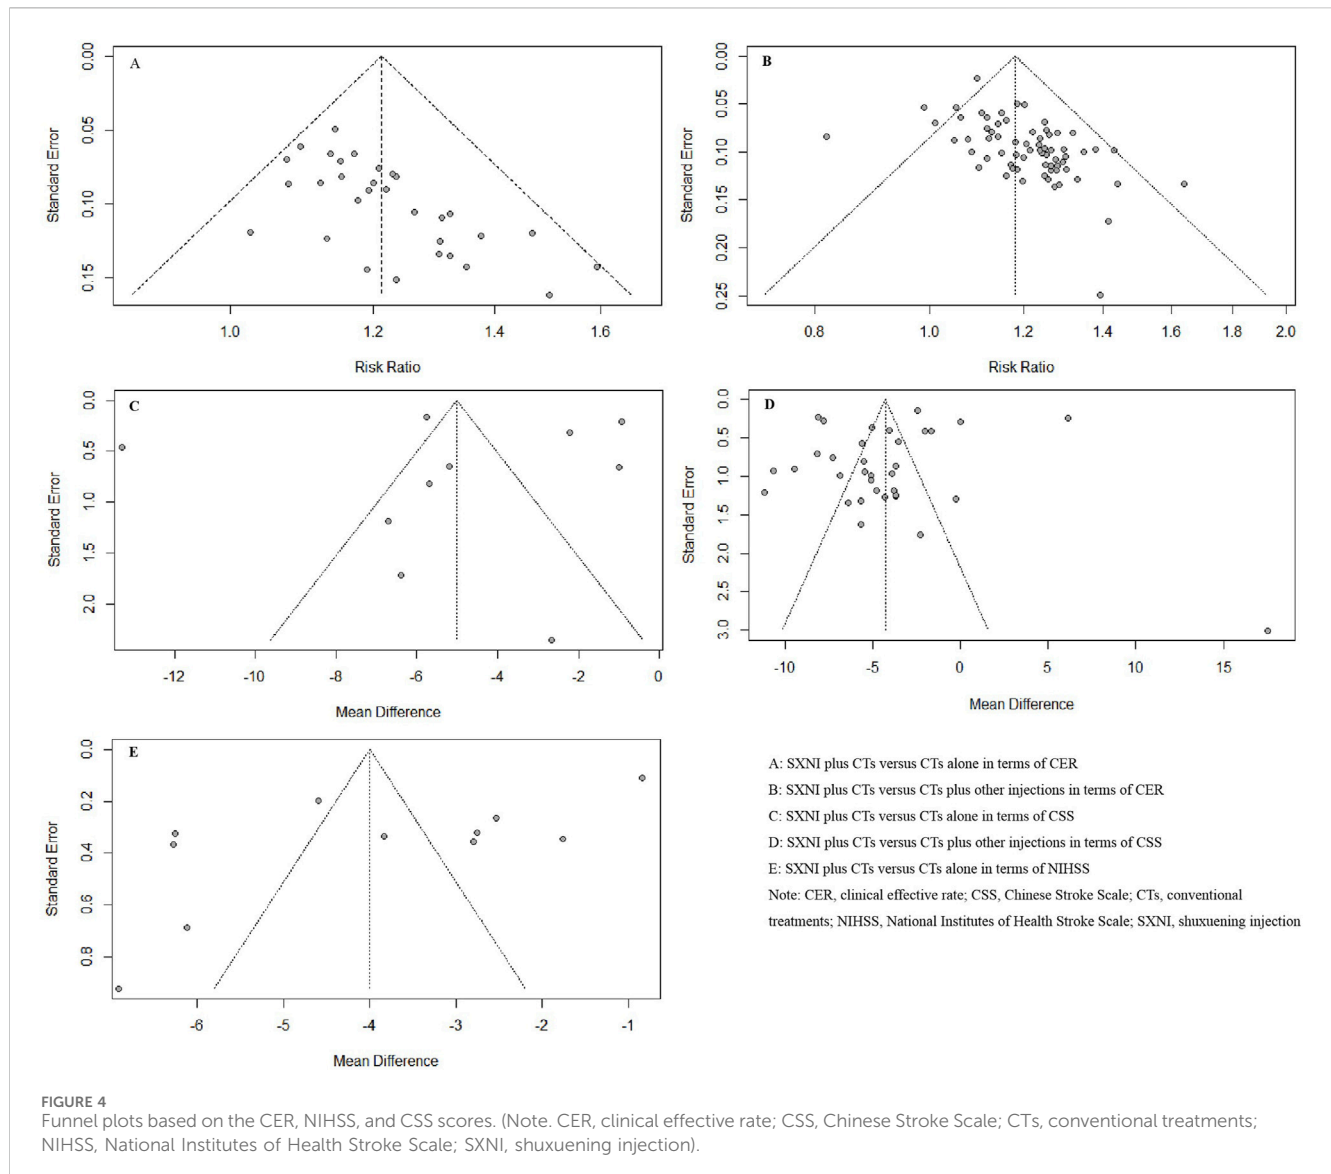 A
0.00
0.05
0.10
0.15
Standard Error
1.0 1.2 1.4 1.6
Risk Ratio
B
0.00
0.05
0.10
0.15
0.20
0.25
Standard Error
0.8 1.0 1.2 1.4 1.6 1.8 2.0
Risk Ratio
C
0.0
0.5
1.0
1.5
2.0
Standard Error
-12 -10 -8 -6 -4 -2 0
Mean Difference
D
0.0
0.5
1.0
1.5
2.0
2.5
3.0
Standard Error
-10 -5 0 5 10 15
Mean Difference
E
0.0
0.2
0.4
0.6
0.8
Standard Error
-6 -5 -4 -3 -2 -1
Mean Difference
A: SXNI plus CTs versus CTs alone in terms of CER
B: SXNI plus CTs versus CTs plus other injections in terms of CER
C: SXNI plus CTs versus CTs alone in terms of CSS
D: SXNI plus CTs versus CTs plus other injections in terms of CSS
E: SXNI plus CTs versus CTs alone in terms of NIHSS
Note: CER, clinical effective rate; CSS, Chinese Stroke Scale; CTs, conventional
treatments; NIHSS, National Institutes of Health Stroke Scale; SXNI, shuxuening injection
FIGURE 4
Funnel plots based on the CER, NIHSS, and CSS scores. (Note. CER, clinical effective rate; CSS, Chinese Stroke Scale; CTs, conventional treatments;
NIHSS, National Institutes of Health Stroke Scale; SXNI, shuxuening injection).